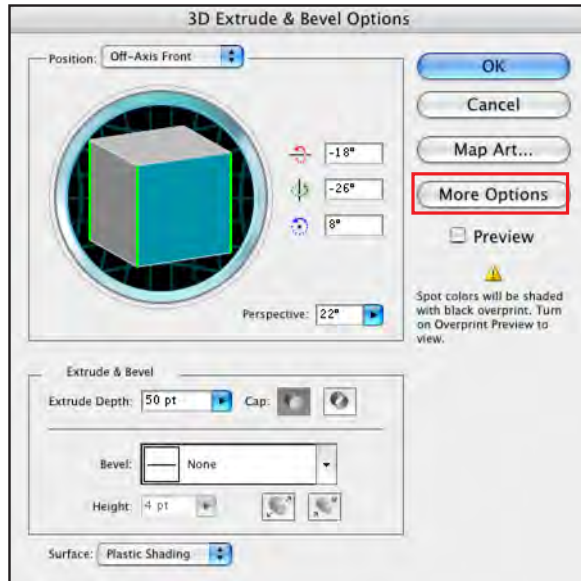 3D Extrude & Bevel Options
Position: Off-Axis Front
OK
Cancel
Map Art...
More Options
Preview
-18°
-26°
8°
Perspective: 22°
Spot colors will be shaded
with black overprint. Turn
on Overprint Preview to
view.
Extrude & Bevel
Extrude Depth: 50 pt Cap:
Bevel: None
Height: 4 pt
Surface: Plastic Shading